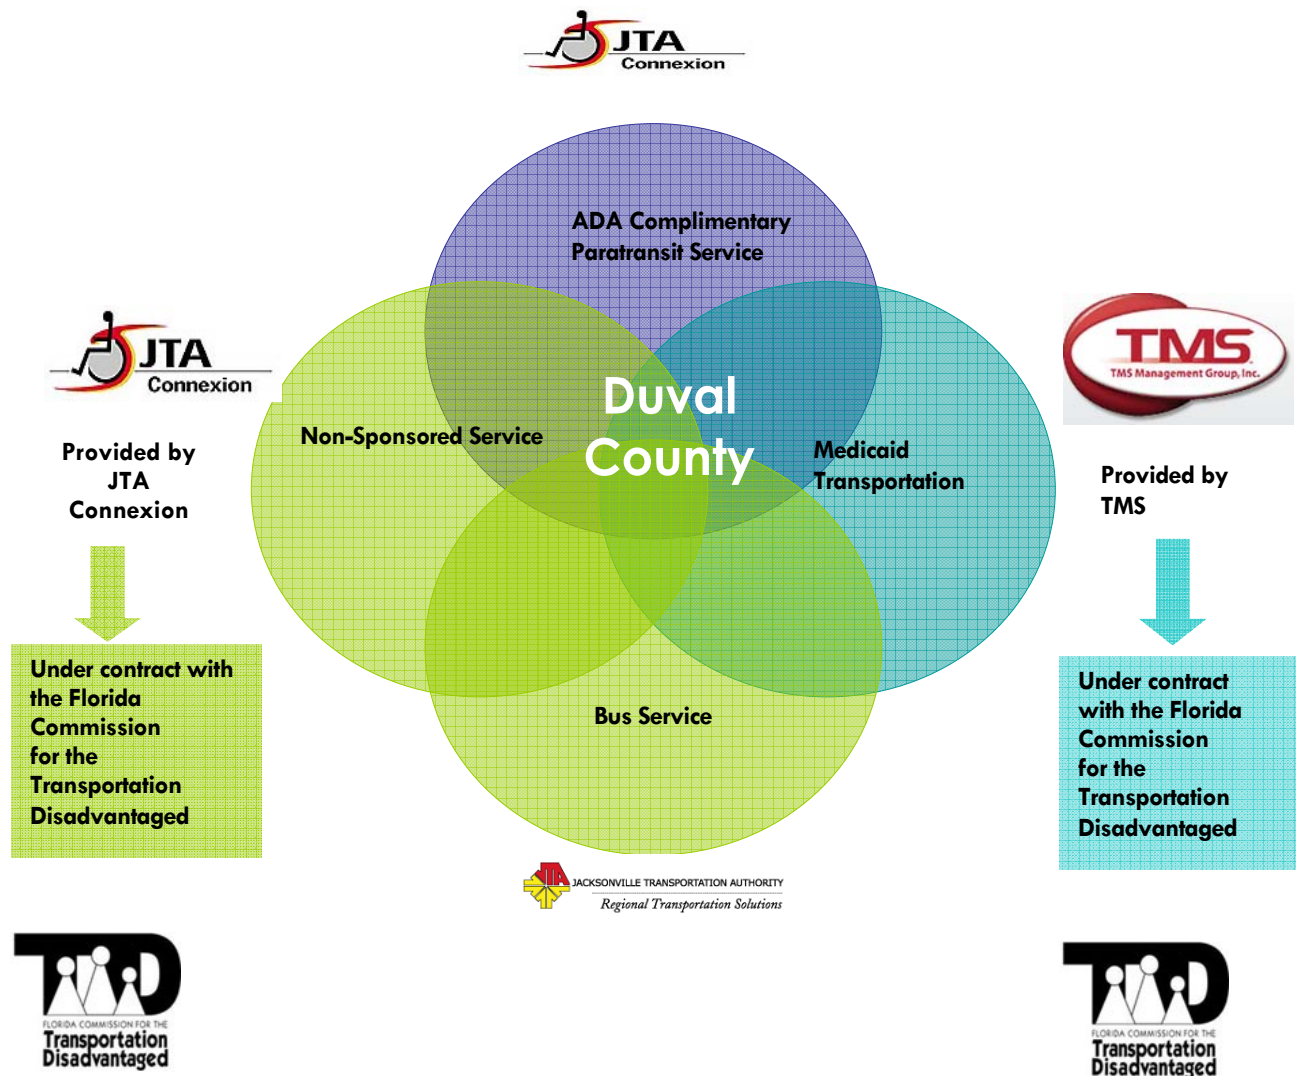 JTA
Connexion
ADA Complimentary
Paratransit Service
JTA
Connexion
Provided by
JTA
Connexion
Under contract with
the Florida
Commission
for the
Transportation
Disadvantaged
Non-Sponsored Service
Duval
County
Medicaid
Transportation
TMS
TMS Management Group, Inc.
Provided by
TMS
Under contract
with the Florida
Commission
for the
Transportation
Disadvantaged
Bus Service
JTA
JACKSONVILLE TRANSPORTATION AUTHORITY
Regional Transportation Solutions
TD
FLORIDA COMMISSION FOR THE
Transportation
Disadvantaged
TD
FLORIDA COMMISSION FOR THE
Transportation
Disadvantaged